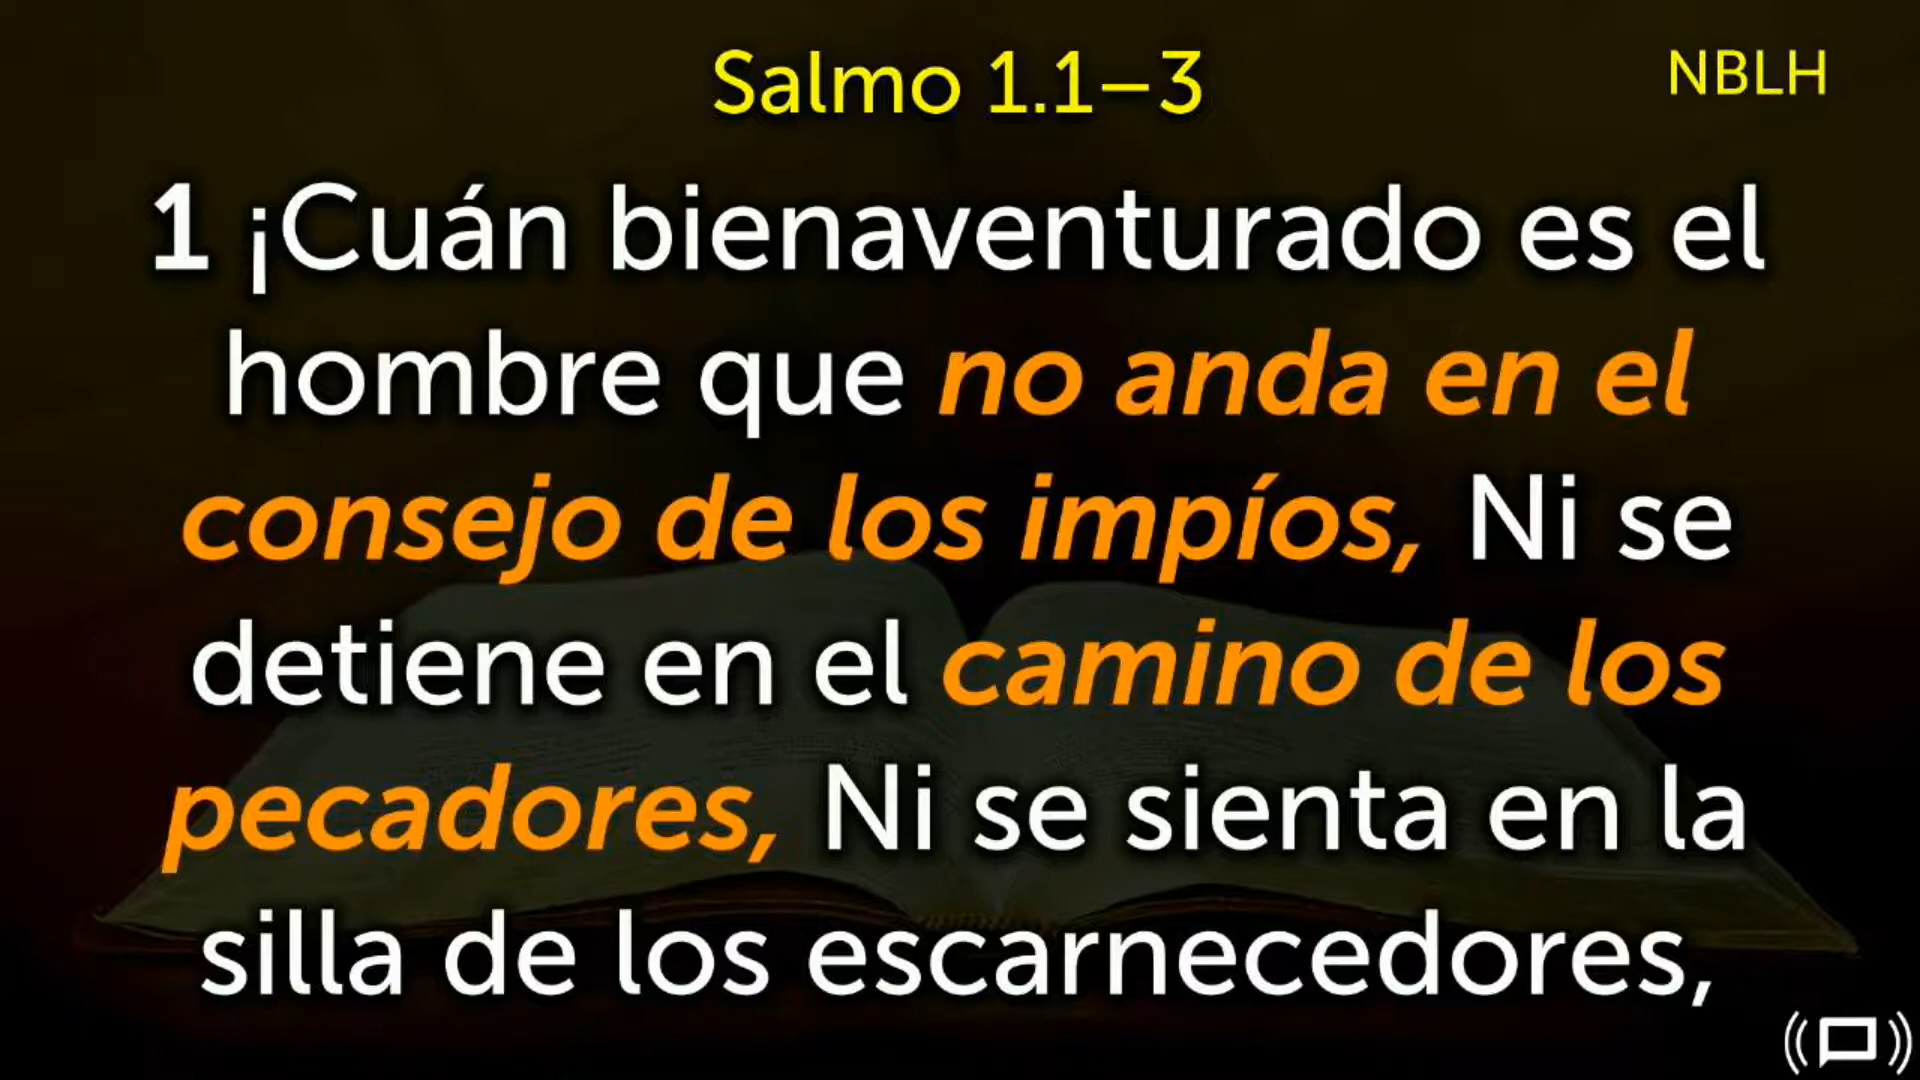 Salmo 1.1–3
NBLH
1 ¡Cuán bienaventurado es el
hombre que no anda en el
consejo de los impíos, Ni se
detiene en el camino de los
pecadores, Ni se sienta en la
silla de los escarnecedores,